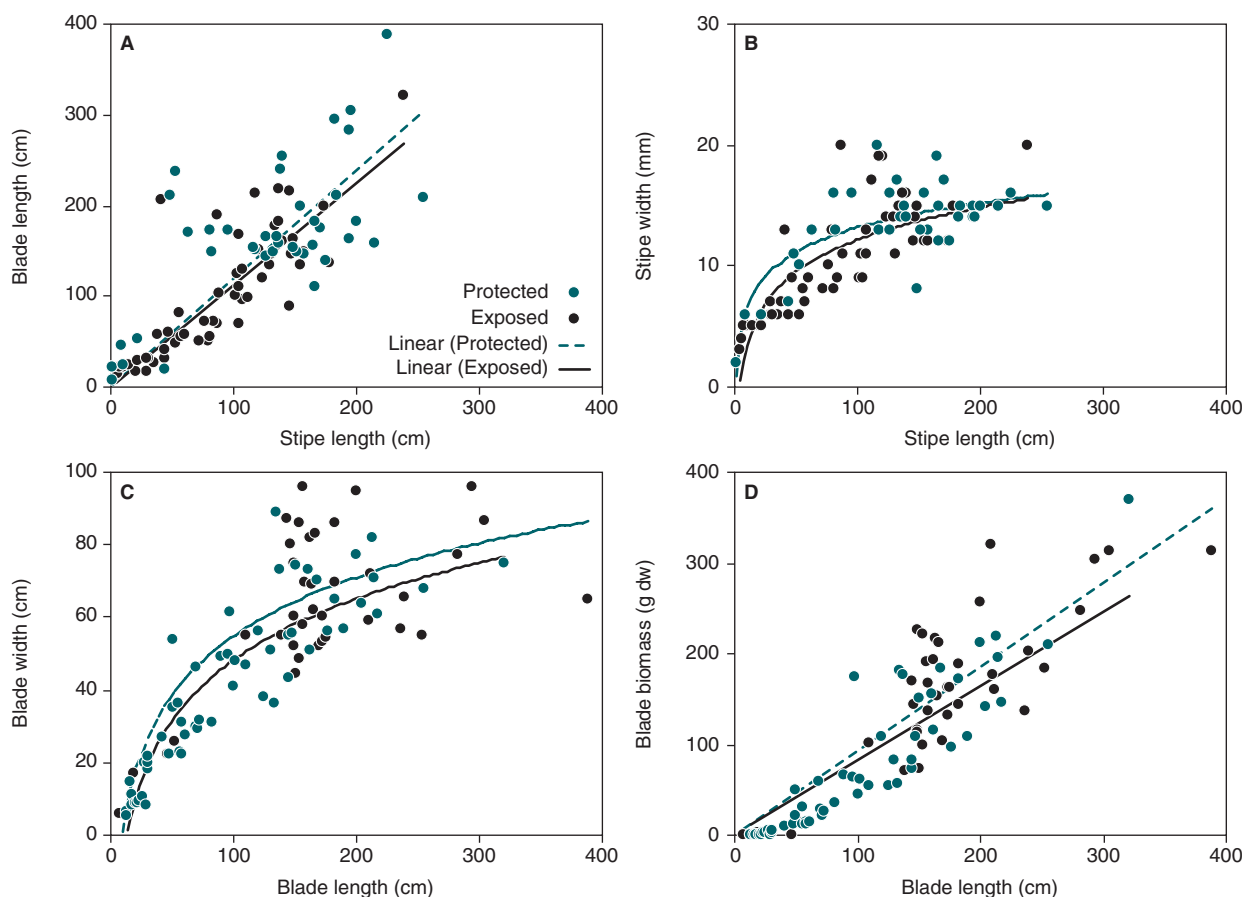 A
Blade length (cm)
400
300
200
100
0
0
100
200
300
400
Stipe length (cm)
Protected
Exposed
Linear (Protected)
Linear (Exposed)
B
Stipe width (mm)
30
20
10
0
0
100
200
300
400
Stipe length (cm)
C
Blade width (cm)
100
80
60
40
20
0
0
100
200
300
400
Blade length (cm)
D
Blade biomass (g dw)
400
300
200
100
0
0
100
200
300
400
Blade length (cm)